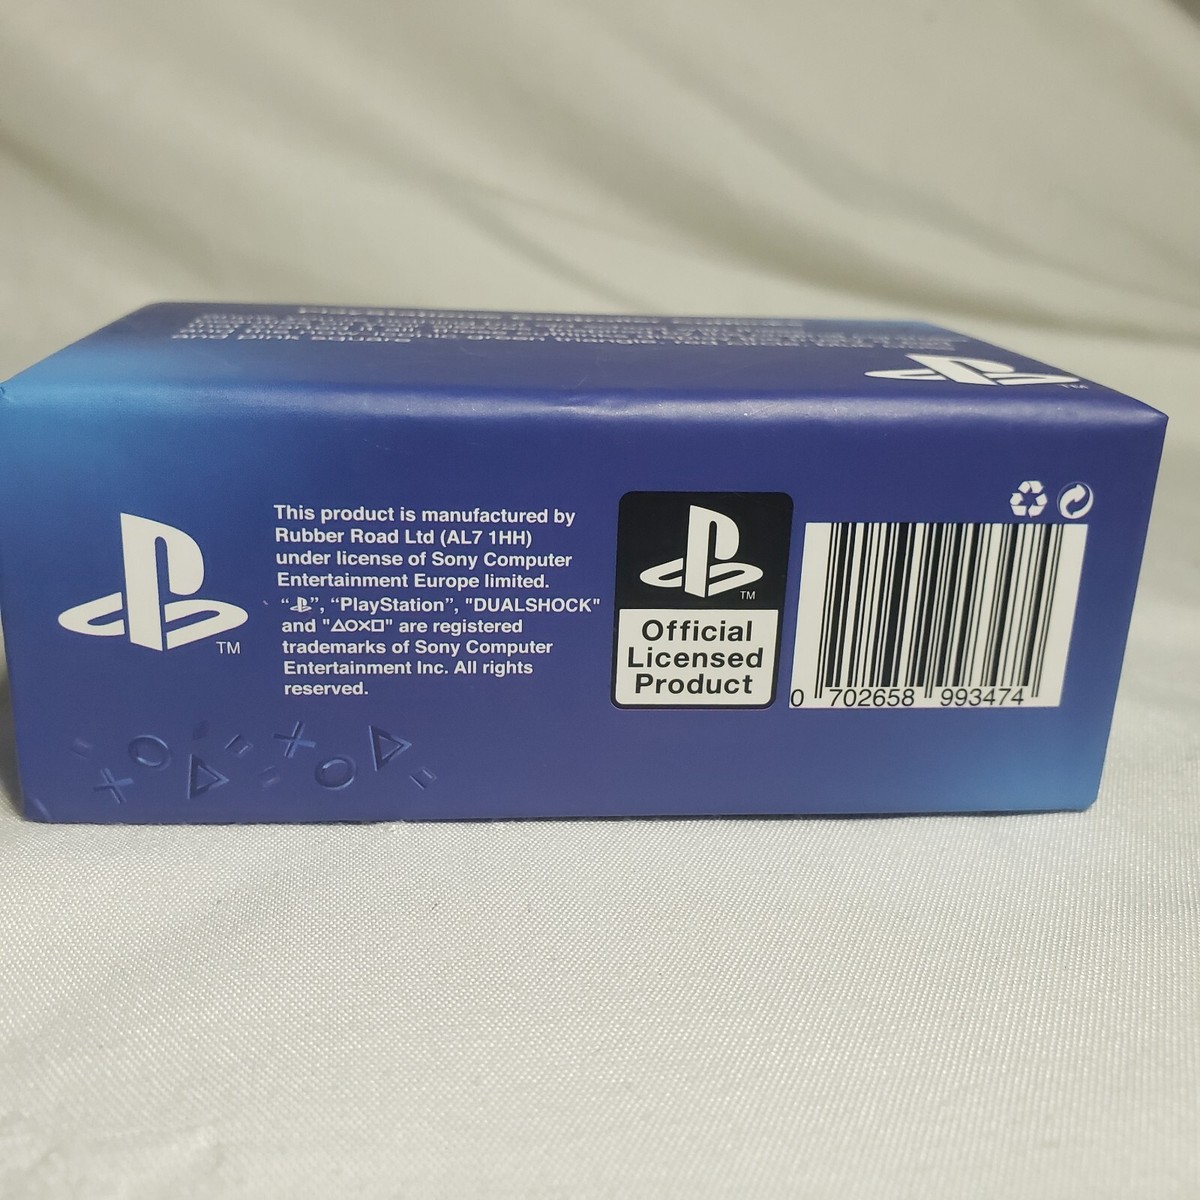 TM
TM
This product is manufactured by
Rubber Road Ltd (AL7 1HH)
under license of Sony Computer
Entertainment Europe limited.
“PS”, “PlayStation”, "DUALSHOCK"
and "△○×□" are registered
trademarks of Sony Computer
Entertainment Inc. All rights
reserved.
TM
Official
Licensed
Product
0 702658 993474